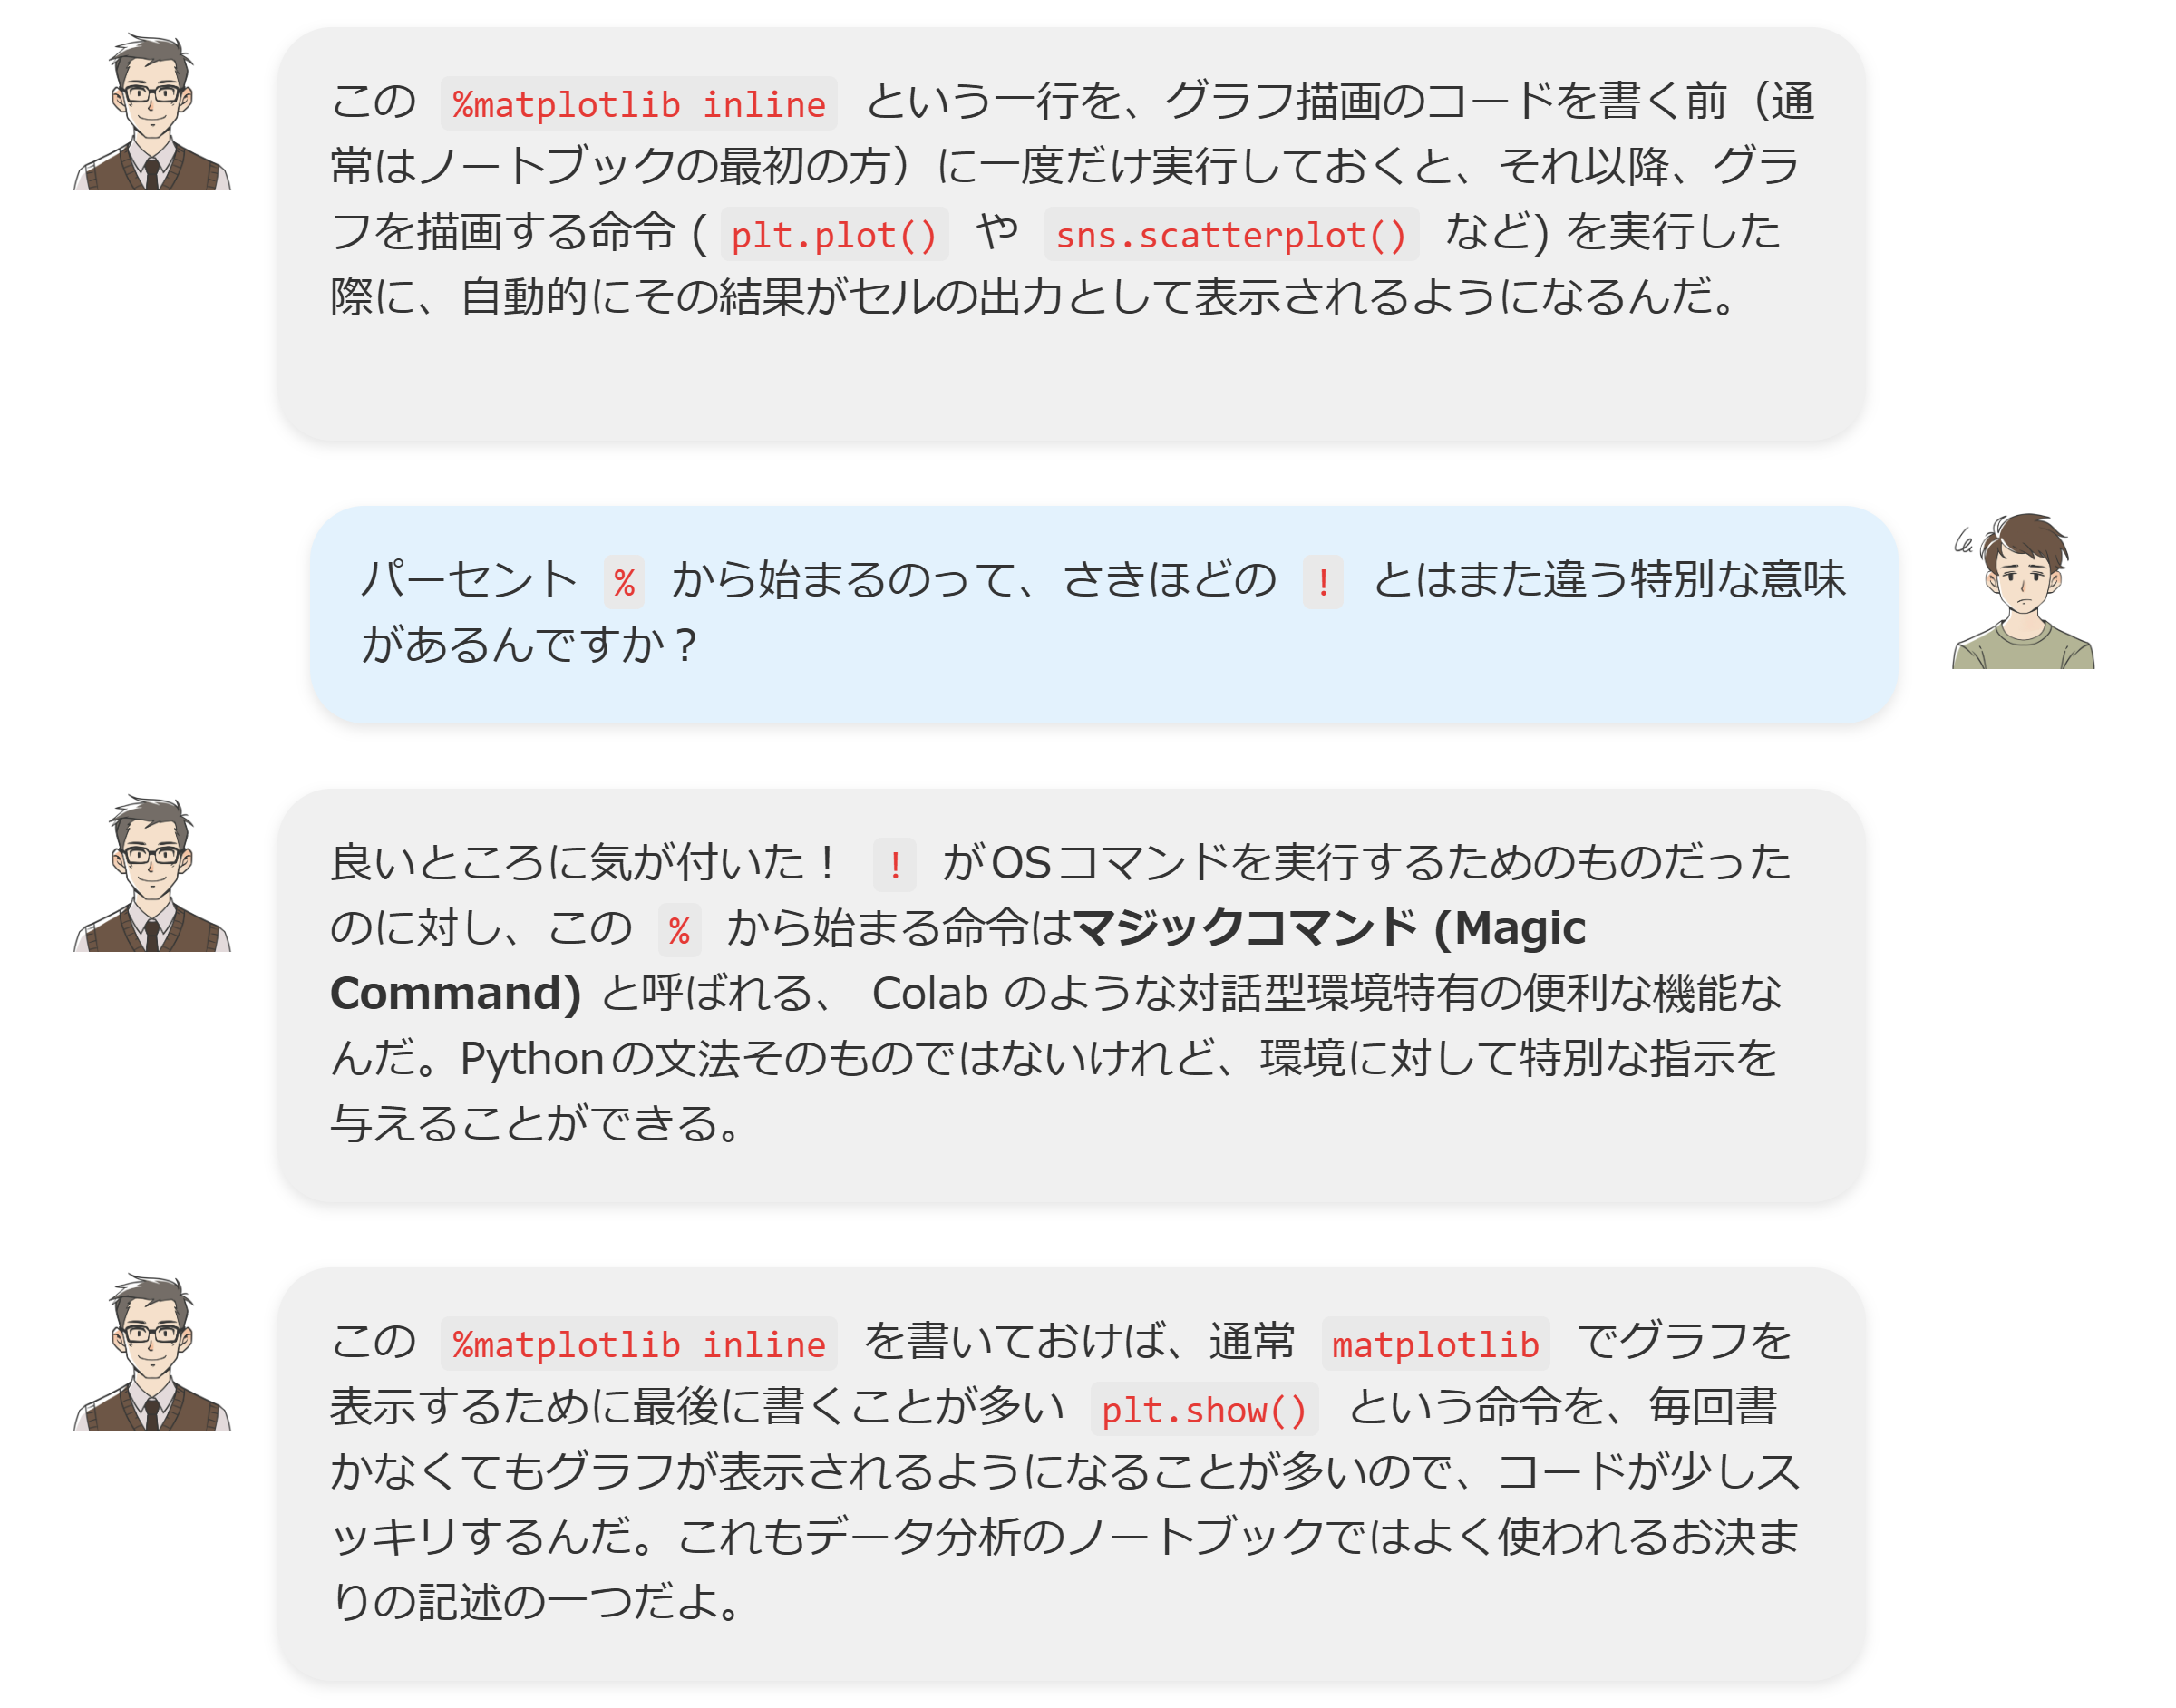 この %matplotlib inline という一行を、グラフ描画のコードを書く前（通
常はノートブックの最初の方）に一度だけ実行しておくと、それ以降、グラ
フを描画する命令 ( plt.plot() や sns.scatterplot() など) を実行した
際に、自動的にその結果がセルの出力として表示されるようになるんだ。
パーセント % から始まるのって、さきほどの ! とはまた違う特別な意味
があるんですか？
良いところに気が付いた！ ! がOSコマンドを実行するためのものだった
のに対し、この % から始まる命令はマジックコマンド (Magic
Command) と呼ばれる、 Colab のような対話型環境特有の便利な機能な
んだ。Pythonの文法そのものではないけれど、環境に対して特別な指示を
与えることができる。
この %matplotlib inline を書いておけば、通常 matplotlib でグラフを
表示するために最後に書くことが多い plt.show() という命令を、毎回書
かなくてもグラフが表示されるようになることが多いので、コードが少しス
ッキリするんだ。これもデータ分析のノートブックではよく使われるお決ま
りの記述の一つだよ。